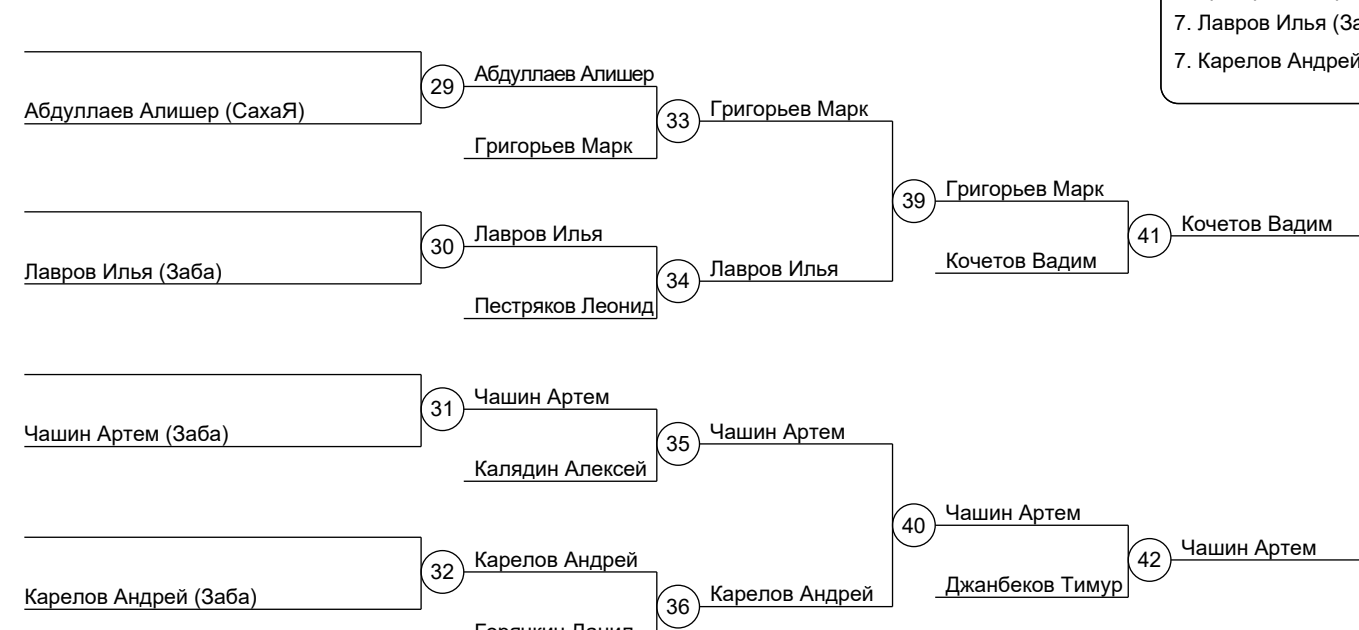 7. Лавров Илья (За
7. Карелов Андрей
29
Абдуллаев Алишер
Абдуллаев Алишер (СахаЯ)
33
Григорьев Марк
Григорьев Марк
39
Григорьев Марк
30
Лавров Илья
Лавров Илья (Заба)
34
Лавров Илья
Пестряков Леонид
Кочетов Вадим
41
Кочетов Вадим
31
Чашин Артем
Чашин Артем (Заба)
35
Чашин Артем
Калядин Алексей
40
Чашин Артем
32
Карелов Андрей
Карелов Андрей (Заба)
36
Карелов Андрей
Джанбеков Тимур
42
Чашин Артем